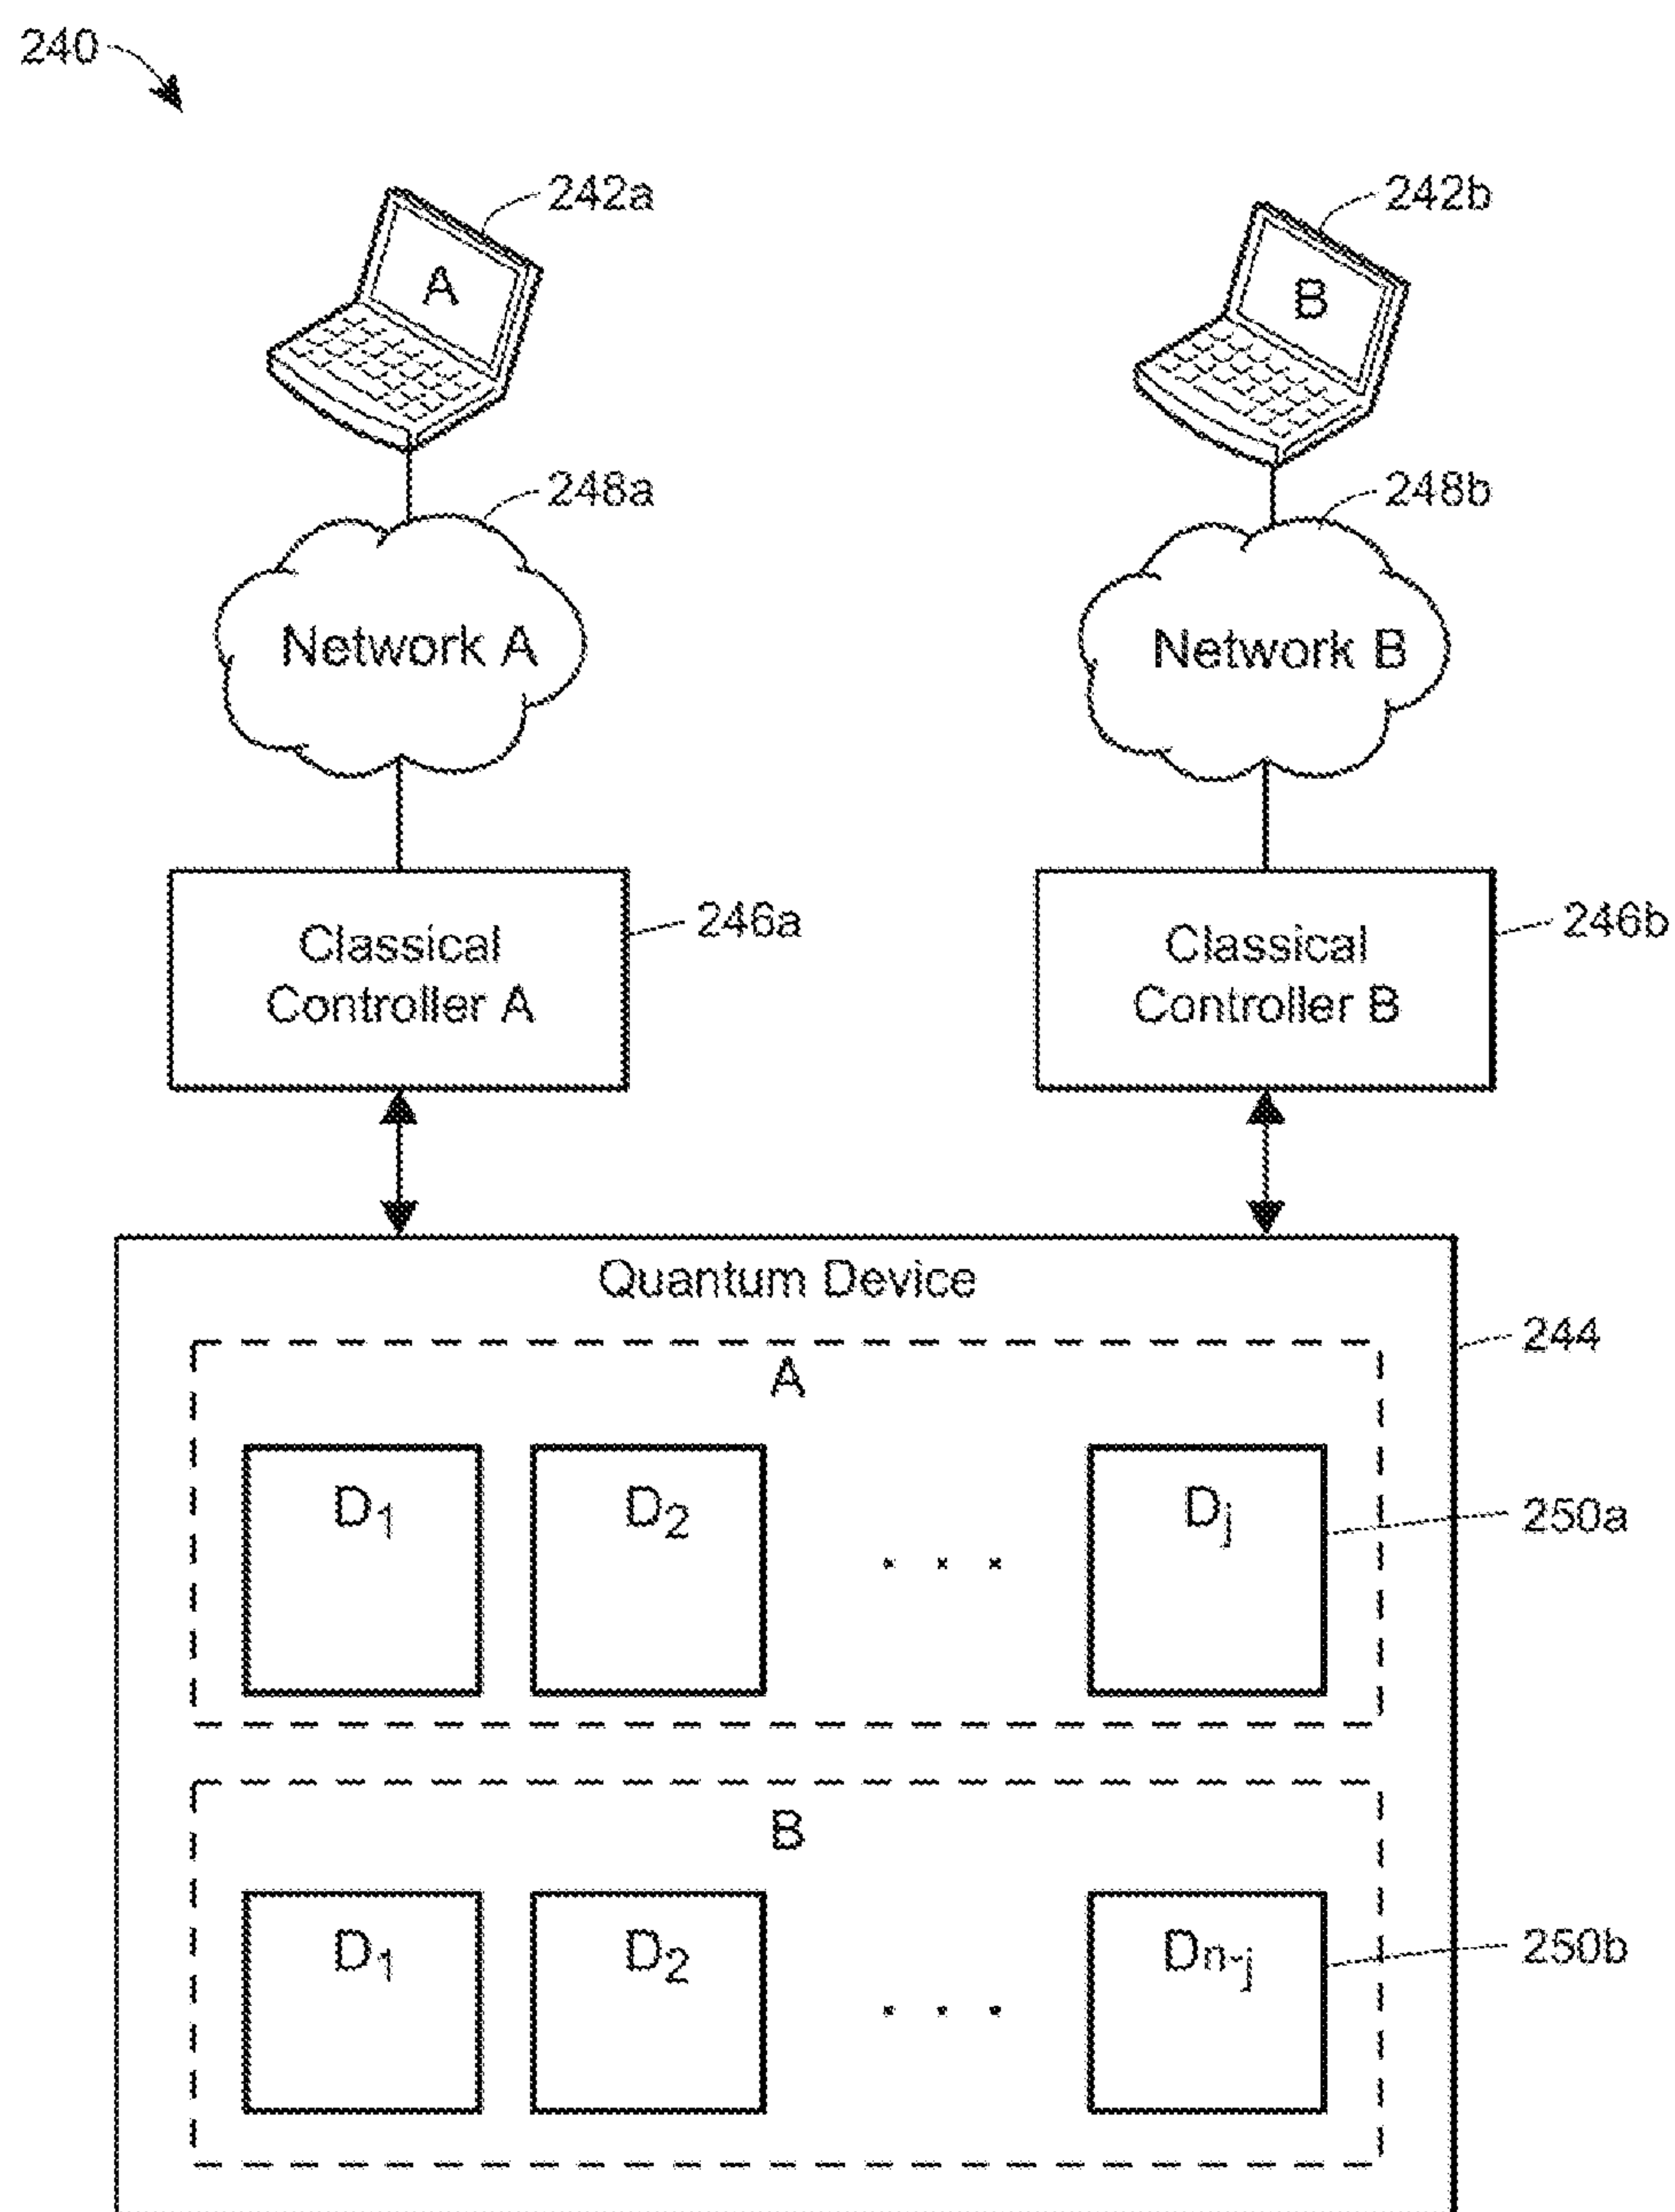 240
242a
242b
A
B
248a
248b
Network A
Network B
Classical
Controller A
246a
Classical
Controller B
246b
Quantum Device
244
A
D1
D2
. . .
Dj
250a
B
D1
D2
. . .
Dn-j
250b